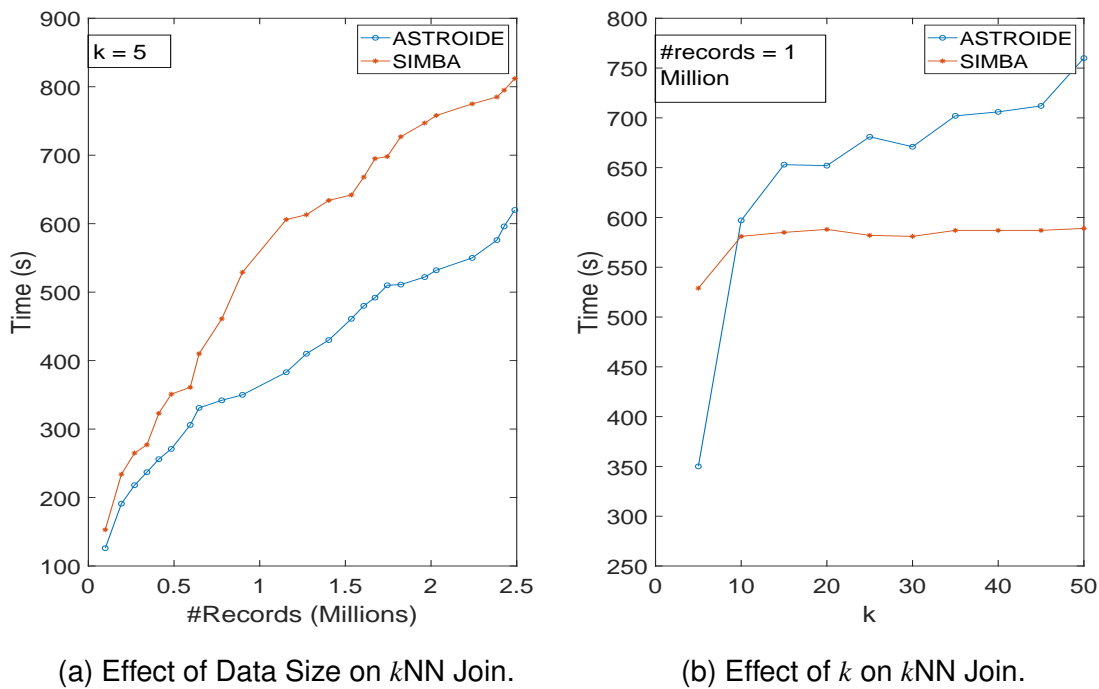 900
800
700
600
500
400
300
200
100
Time (s)
k = 5
ASTROIDE
SIMBA
0 0.5 1 1.5 2 2.5
#Records (Millions)
(a) Effect of Data Size on kNN Join.
800
750
700
650
600
550
500
450
400
350
300
250
Time (s)
#records = 1
Million
ASTROIDE
SIMBA
0 10 20 30 40 50
k
(b) Effect of k on kNN Join.